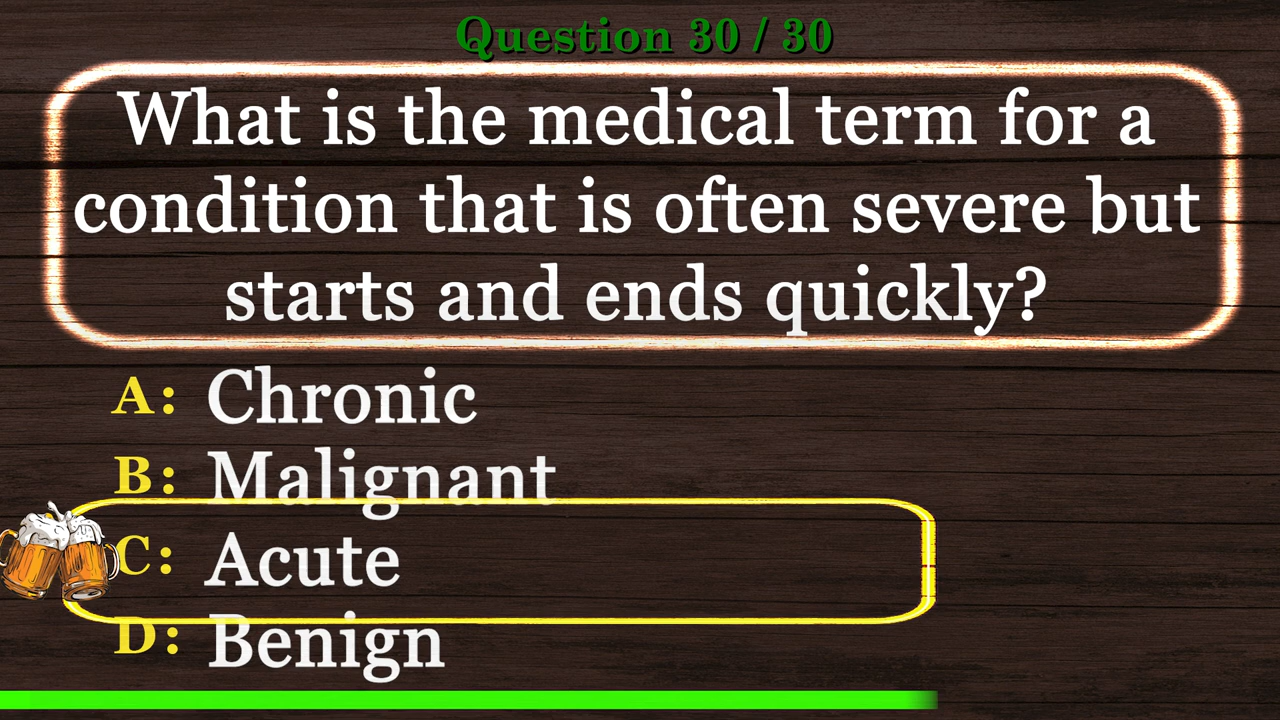 Question 30 / 30
What is the medical term for a
condition that is often severe but
starts and ends quickly?
A: Chronic
B: Malignant
C: Acute
D: Benign